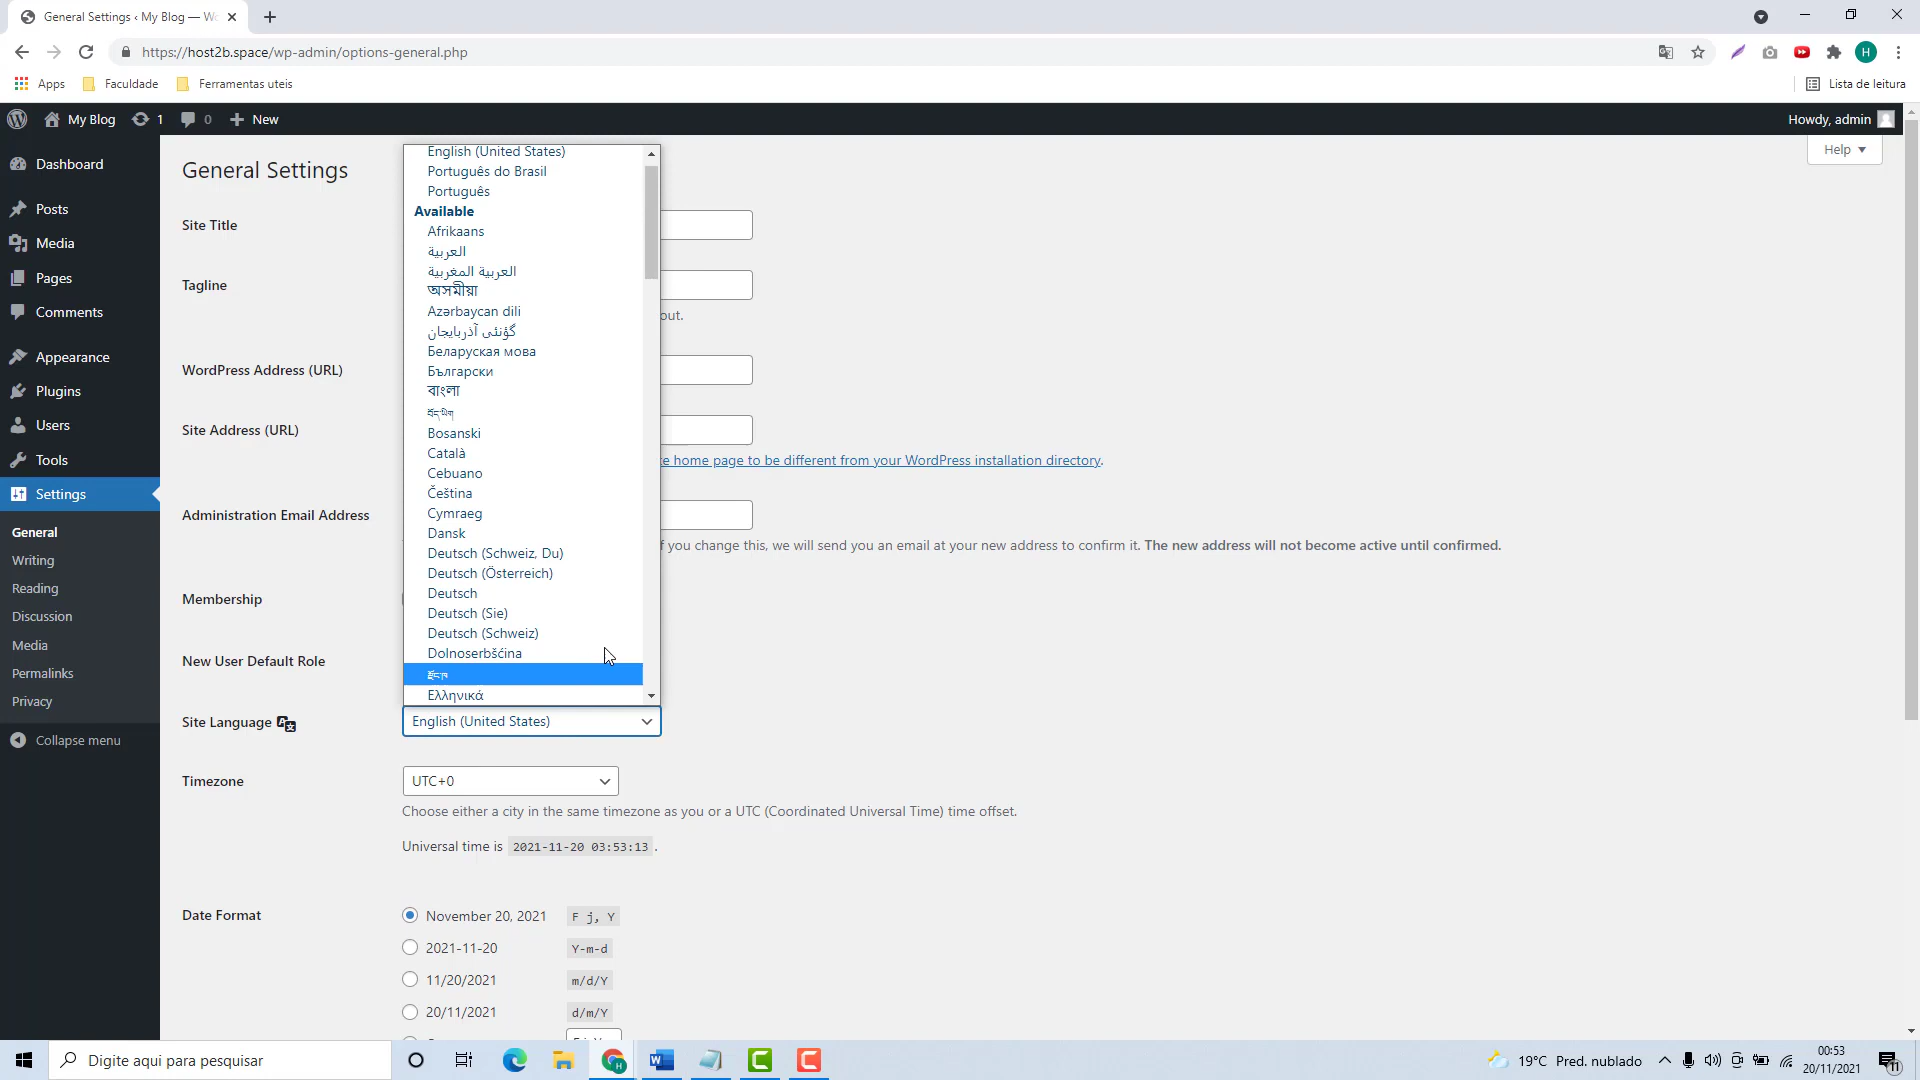 General Settings ‹ My Blog — Wo
https://host2b.space/wp-admin/options-general.php
Apps
Faculdade
Ferramentas uteis
Lista de leitura
My Blog
1
0
New
Howdy, admin
Help
Dashboard
Posts
Media
Pages
Comments
Appearance
Plugins
Users
Tools
Settings
General
Writing
Reading
Discussion
Media
Permalinks
Privacy
Collapse menu
General Settings
Site Title
Tagline
out.
WordPress Address (URL)
Site Address (URL)
te home page to be different from your WordPress installation directory.
Administration Email Address
f you change this, we will send you an email at your new address to confirm it. The new address will not become active until confirmed.
Membership
New User Default Role
English (United States)
Português do Brasil
Português
Available
Afrikaans
العربية
العربية المغربية
অসমীয়া
Azərbaycan dili
گؤنئی آذربایجان
Беларуская мова
Български
বাংলা
བོད་ཡིག
Bosanski
Català
Cebuano
Čeština
Cymraeg
Dansk
Deutsch (Schweiz, Du)
Deutsch (Österreich)
Deutsch
Deutsch (Sie)
Deutsch (Schweiz)
Dolnoserbšćina
རྫོང་ཁ
Ελληνικά
Site Language
English (United States)
Timezone
UTC+0
Choose either a city in the same timezone as you or a UTC (Coordinated Universal Time) time offset.
Universal time is 2021-11-20 03:53:13 .
Date Format
November 20, 2021 F j, Y
2021-11-20 Y-m-d
11/20/2021 m/d/Y
20/11/2021 d/m/Y
Digite aqui para pesquisar
19°C Pred. nublado
00:53
20/11/2021
11